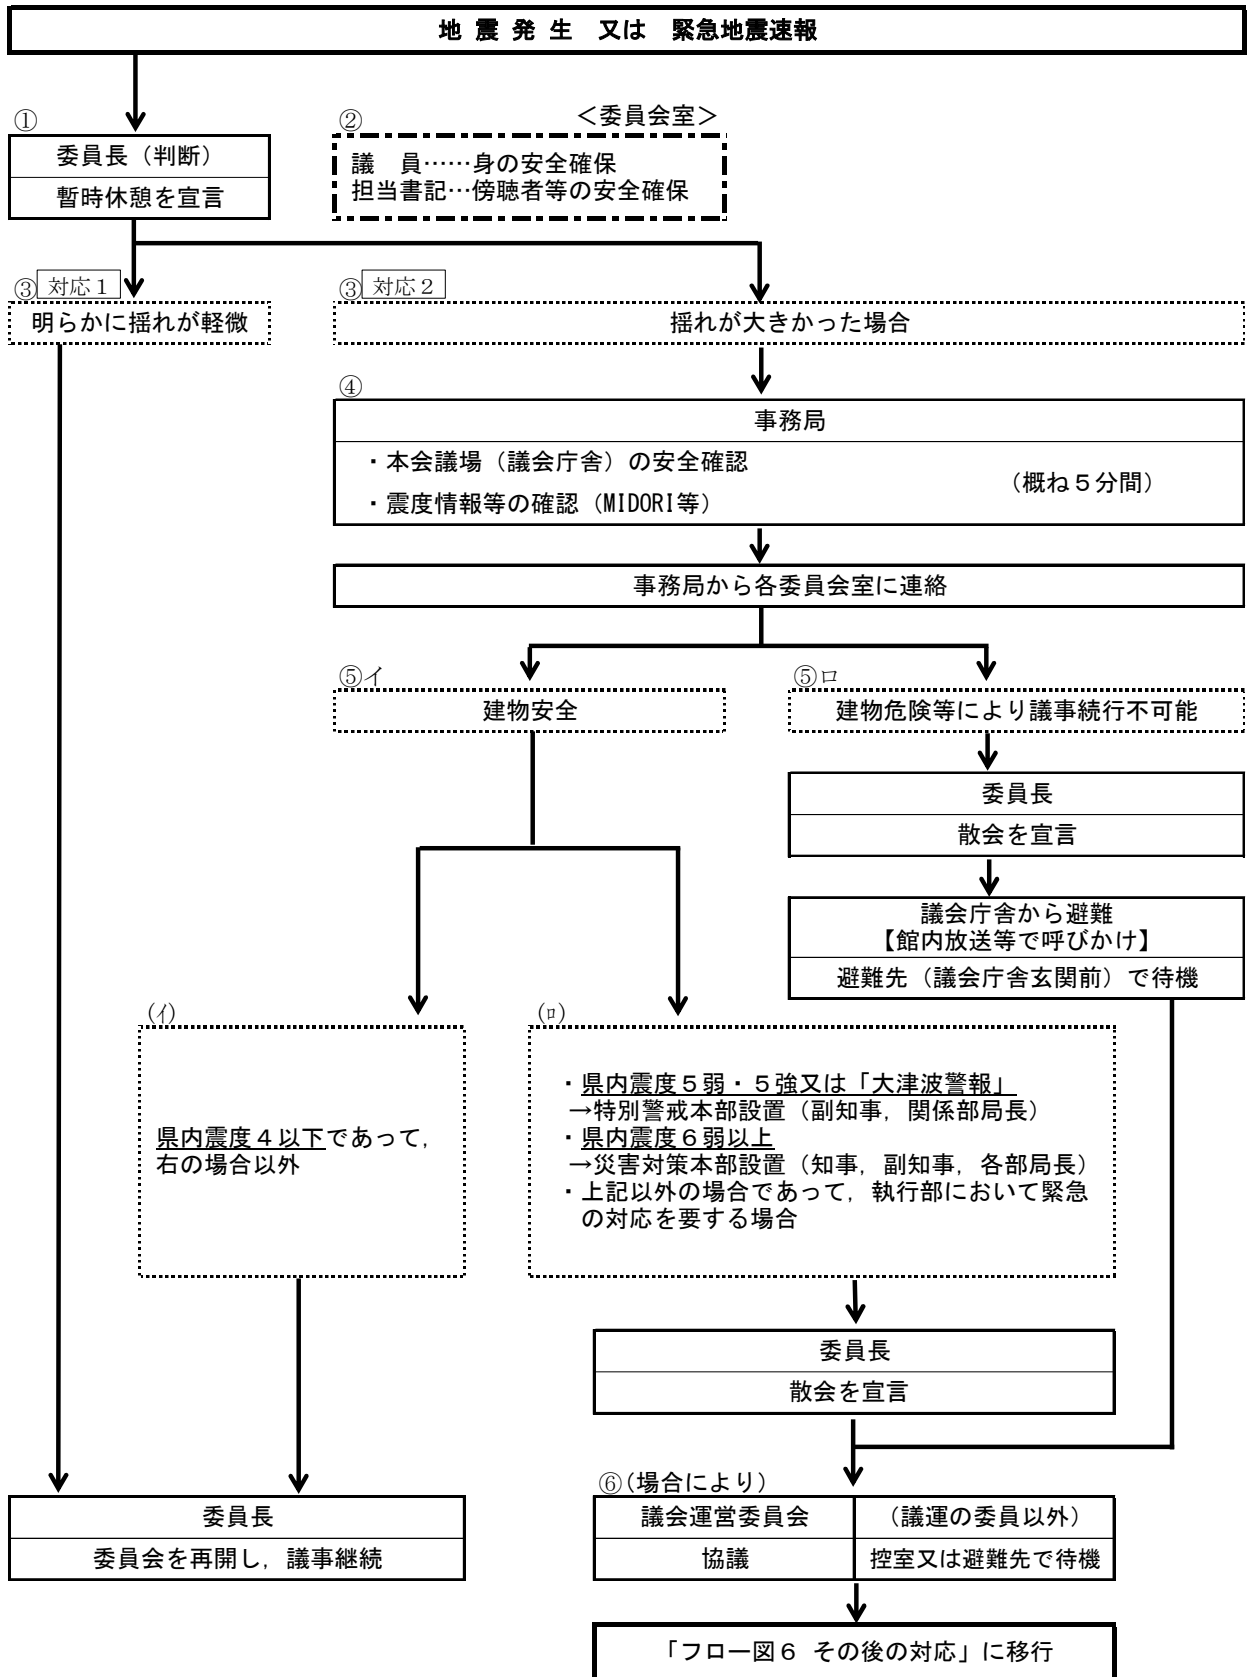 地 震 発 生　又は　緊急地震速報
①
委員長（判断）
暫時休憩を宣言
②
＜委員会室＞
議　員……身の安全確保
担当書記…傍聴者等の安全確保
③ 対応１
明らかに揺れが軽微
③ 対応２
揺れが大きかった場合
④
事務局
・本会議場（議会庁舎）の安全確認
・震度情報等の確認（MIDORI等）
（概ね５分間）
事務局から各委員会室に連絡
⑤イ
建物安全
⑤ロ
建物危険等により議事続行不可能
委員長
散会を宣言
議会庁舎から避難
【館内放送等で呼びかけ】
避難先（議会庁舎玄関前）で待機
(ｲ)
県内震度４以下であって，
右の場合以外
(ﾛ)
・県内震度５弱・５強又は「大津波警報」
→特別警戒本部設置（副知事，関係部局長）
・県内震度６弱以上
→災害対策本部設置（知事，副知事，各部局長）
・上記以外の場合であって，執行部において緊急
の対応を要する場合
委員長
散会を宣言
委員長
委員会を再開し，議事継続
⑥(場合により)
議会運営委員会
協議
（議運の委員以外）
控室又は避難先で待機
「フロー図６ その後の対応」に移行